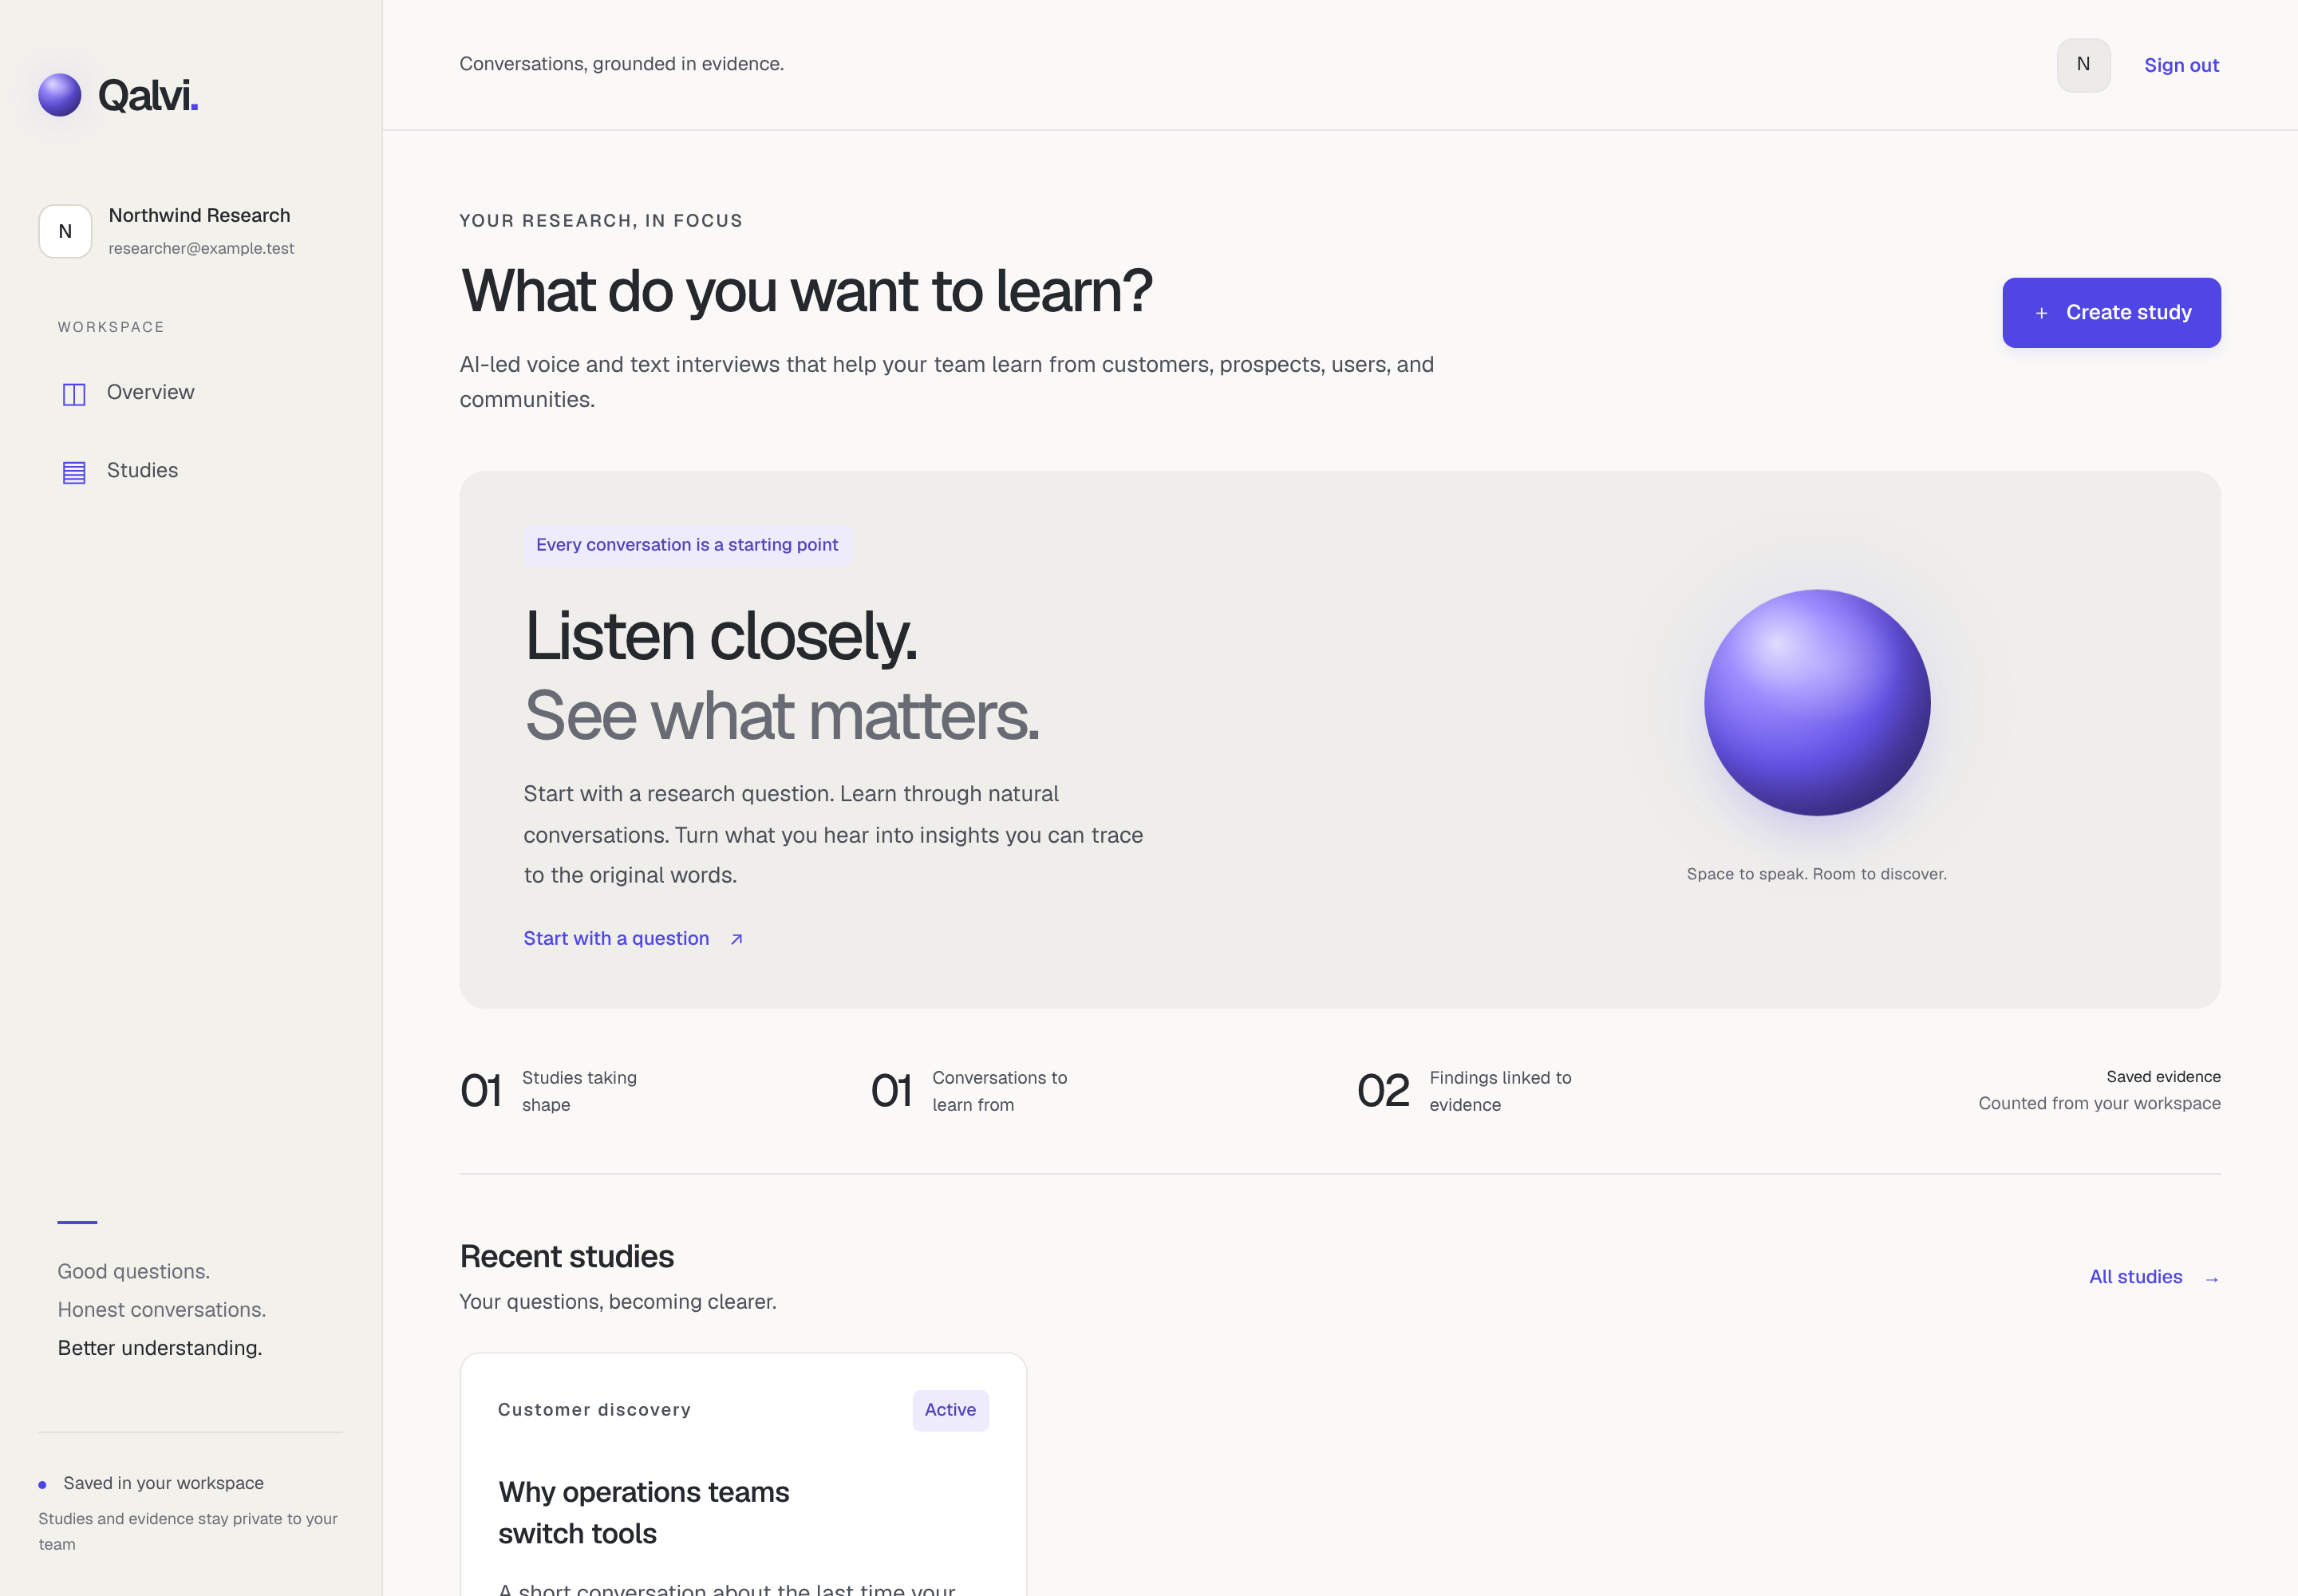 Qalvi.
Northwind Research
N
researcher@example.test
WORKSPACE
Overview
Studies
Good questions.
Honest conversations.
Better understanding.
Saved in your workspace
Studies and evidence stay private to your
team
Conversations, grounded in evidence.
N
Sign out
YOUR RESEARCH, IN FOCUS
What do you want to learn?
AI-led voice and text interviews that help your team learn from customers, prospects, users, and
communities.
+ Create study
Every conversation is a starting point
Listen closely.
See what matters.
Start with a research question. Learn through natural
conversations. Turn what you hear into insights you can trace
to the original words.
Start with a question ↗
Space to speak. Room to discover.
01
Studies taking
shape
01
Conversations to
learn from
02
Findings linked to
evidence
Saved evidence
Counted from your workspace
Recent studies
Your questions, becoming clearer.
All studies →
Customer discovery
Active
Why operations teams
switch tools
A short conversation about the last time your